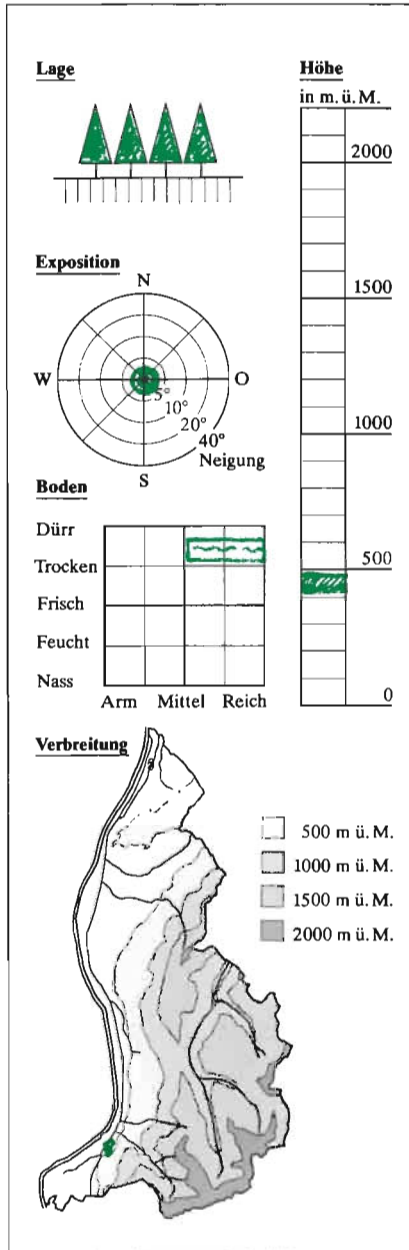 Lage
Höhe
in m. ü. M.
2000
1500
1000
500
0
Exposition
N
W
O
S
5°
10°
20°
40°
Neigung
Boden
Dürr
Trocken
Frisch
Feucht
Nass
Arm Mittel Reich
Verbreitung
500 m ü. M.
1000 m ü. M.
1500 m ü. M.
2000 m ü. M.